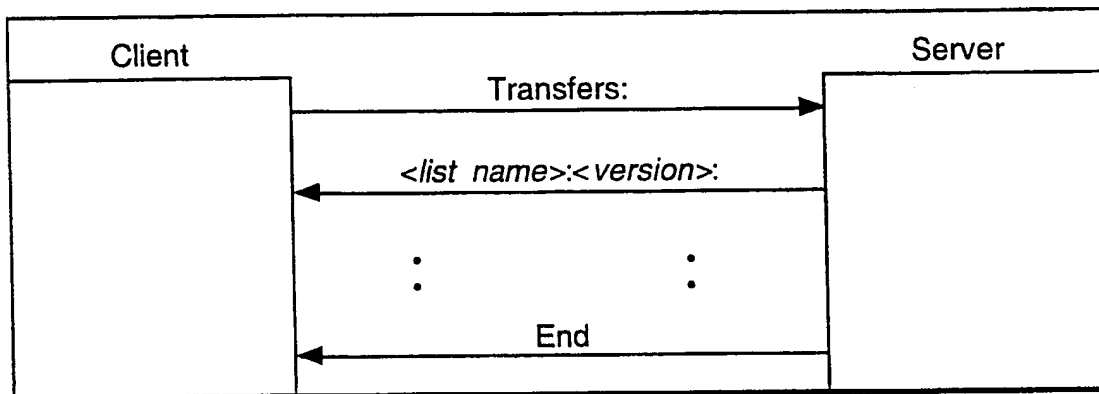 Client
Server
Transfers:
<list name>:<version>:
End